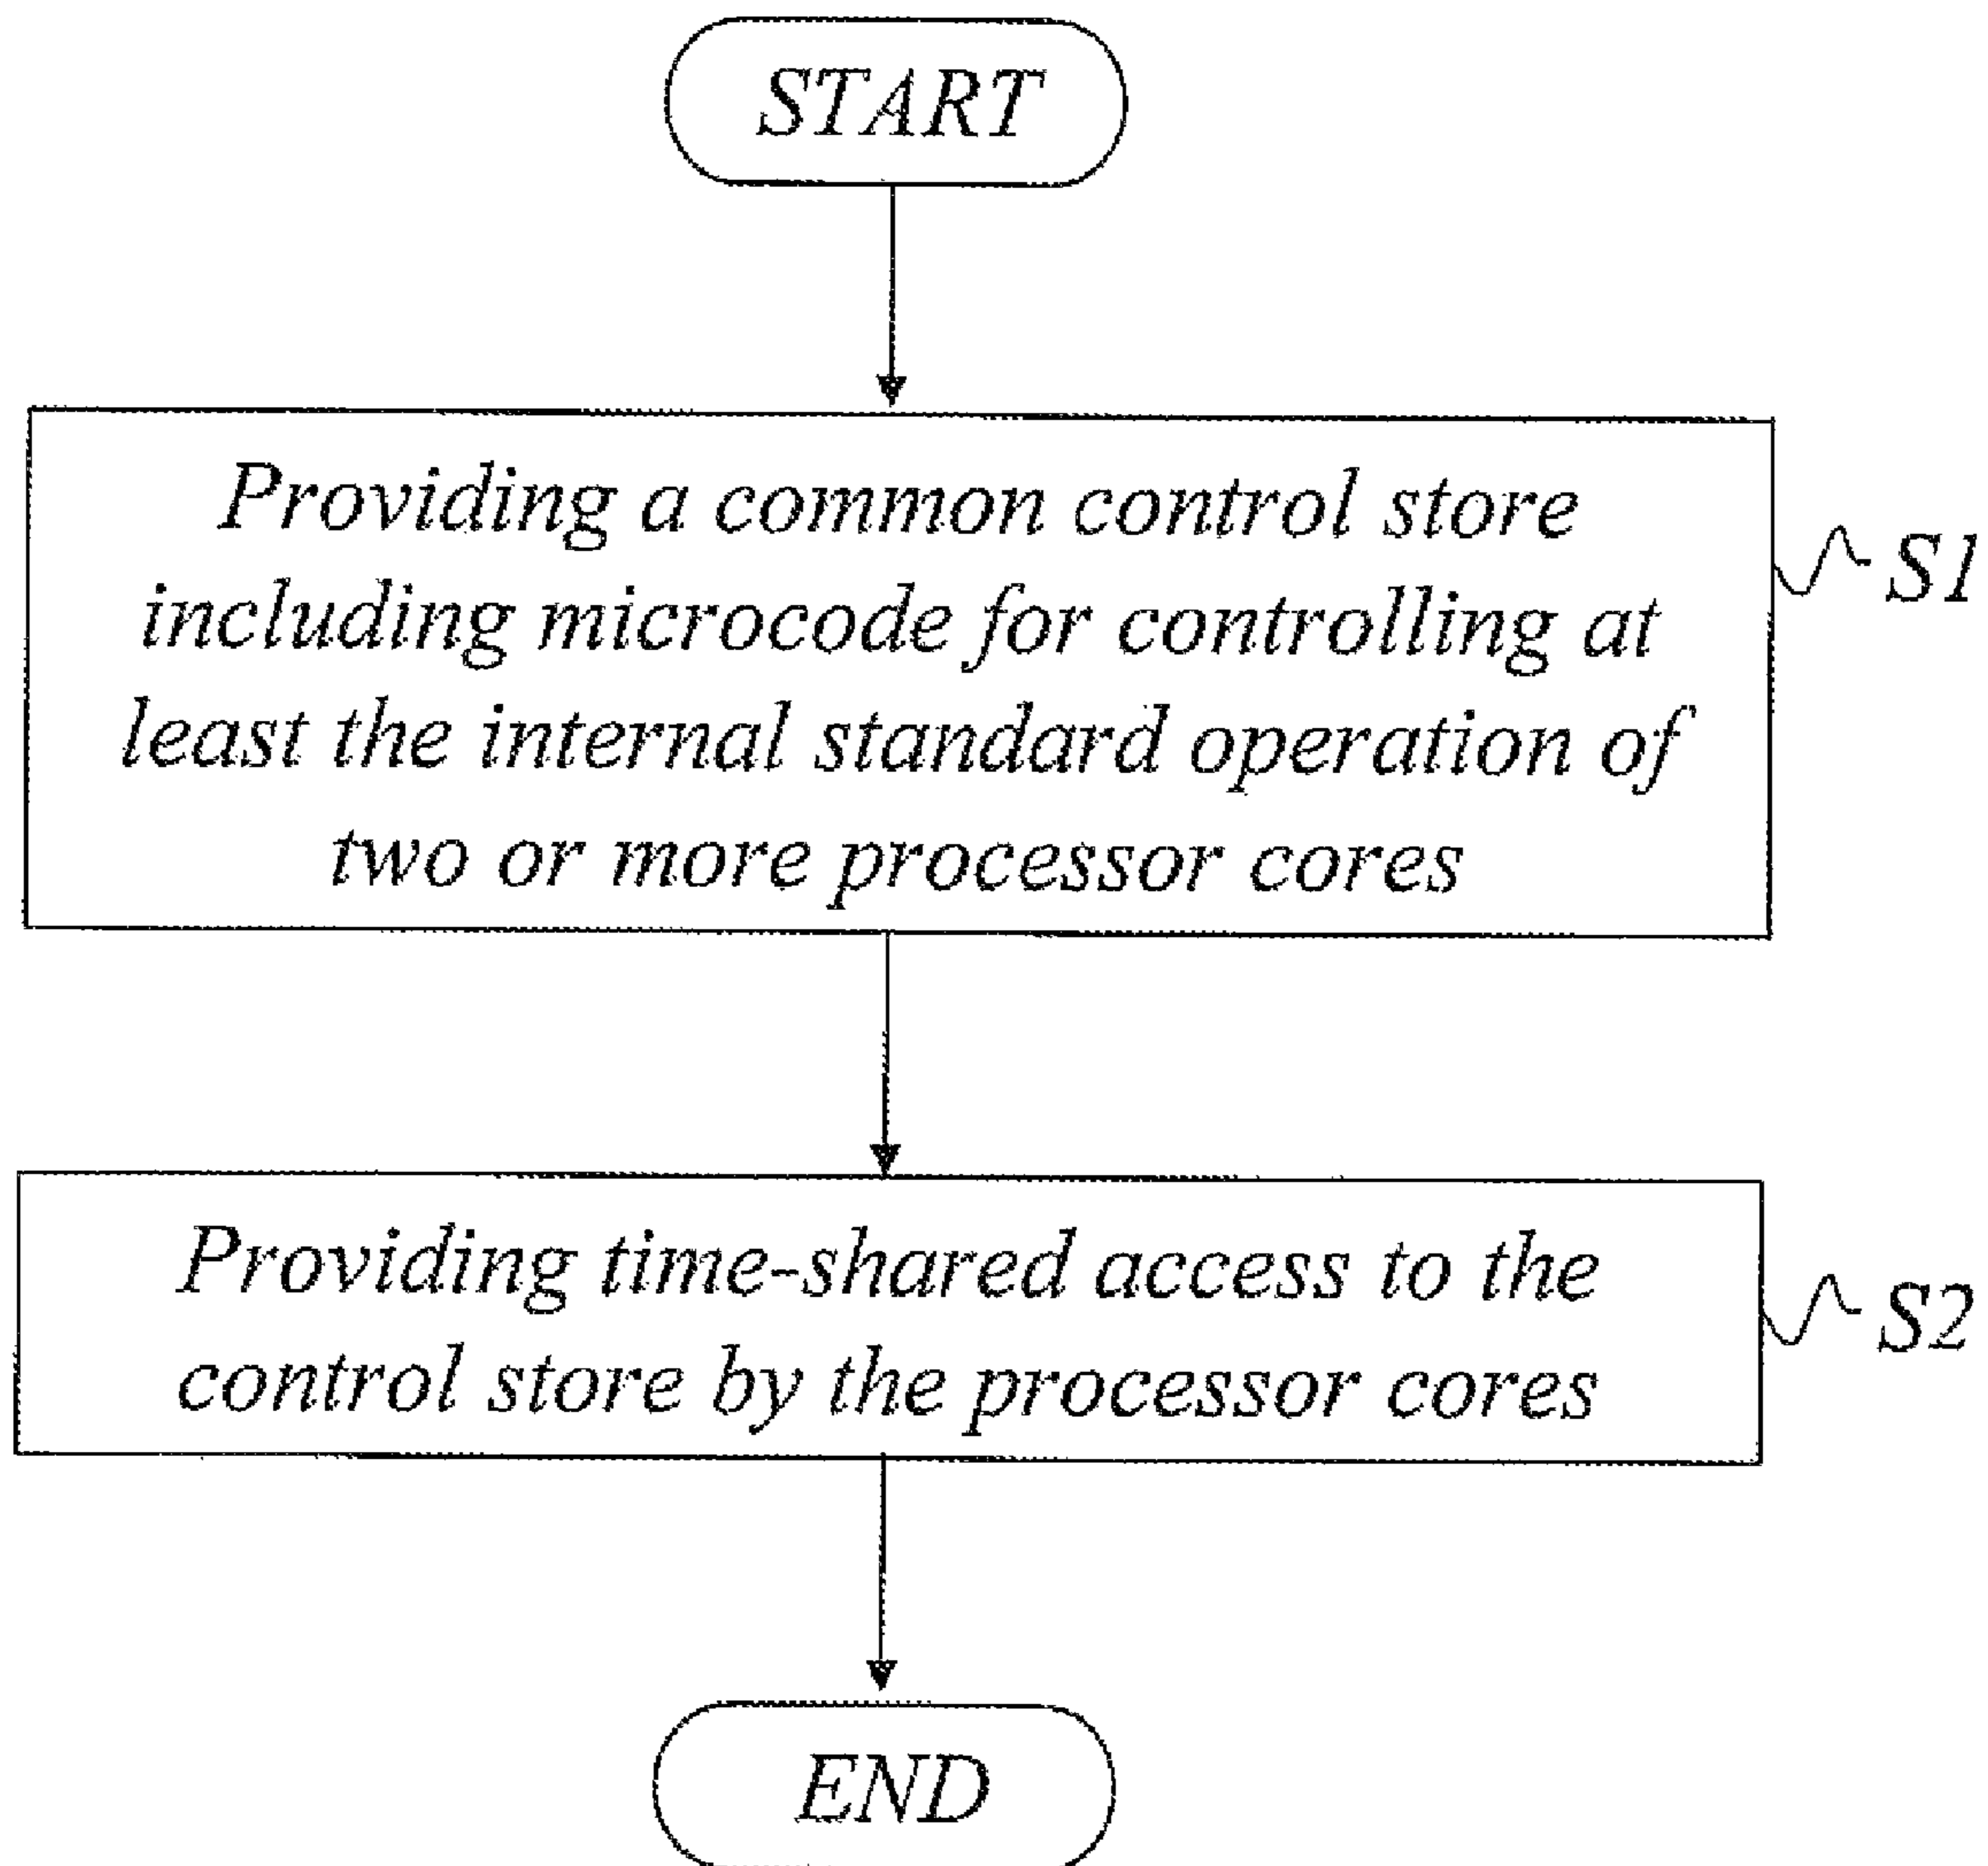 START
Providing a common control store
including microcode for controlling at
least the internal standard operation of
two or more processor cores
S1
Providing time-shared access to the
control store by the processor cores
S2
END